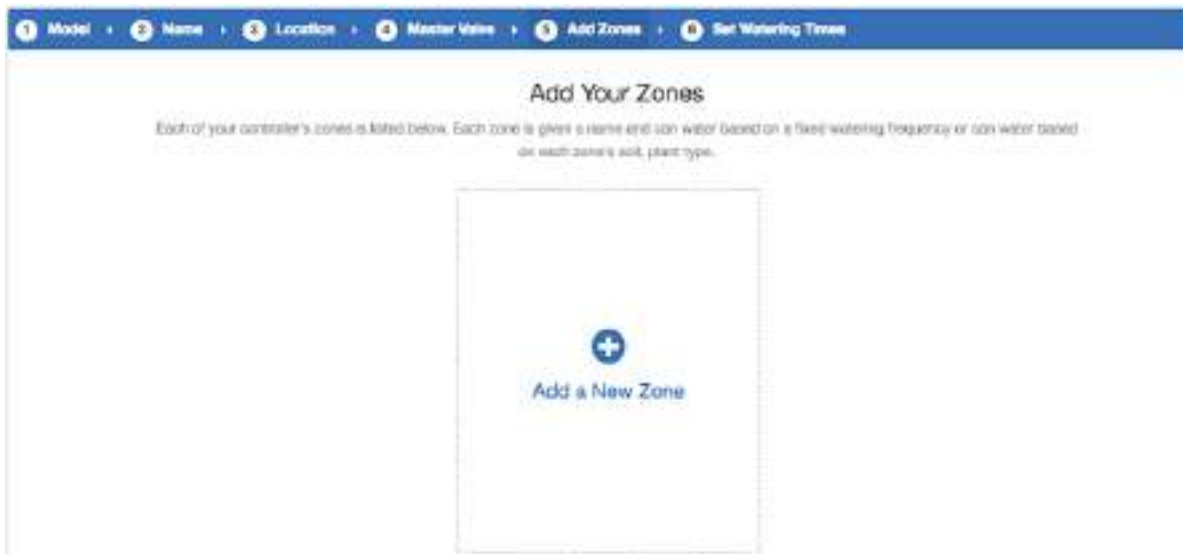 1 Model 2 Name 3 Location 4 Master Valve 5 Add Zones 6 Set Watering Times
Add Your Zones
Each of your controller's zones is listed below. Each zone is given a name and can water based on a fixed watering frequency or can water based
on each zone's soil, plant type.
Add a New Zone